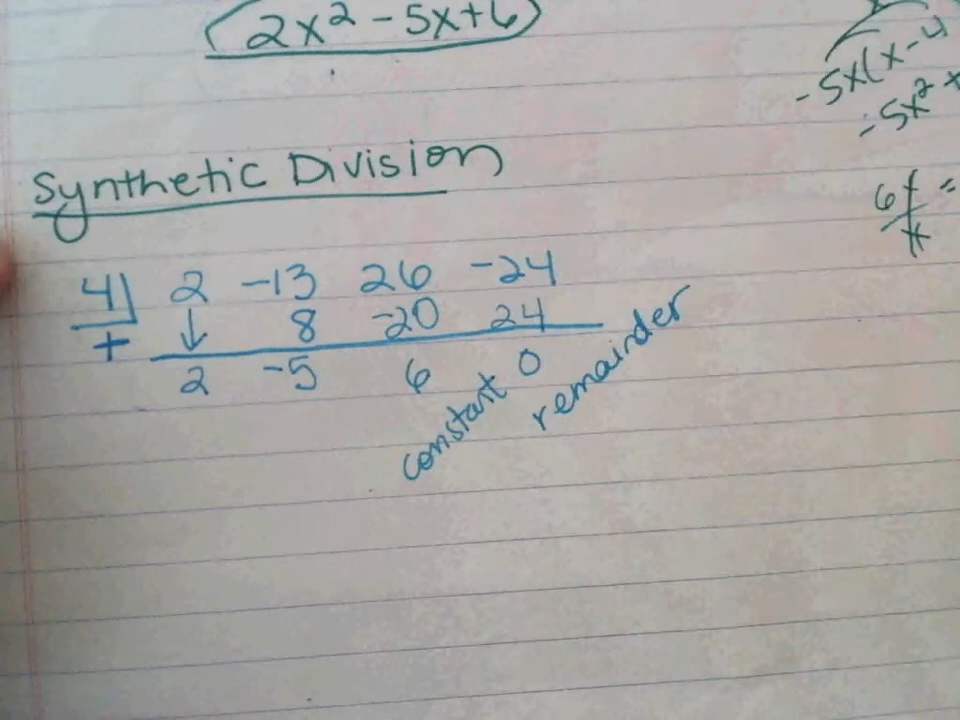 2x² - 5x + 6
-5x(x-4
-5x² +
Synthetic Division
6x =
x
4 2 -13 26 -24
+ ↓ 8 -20 24
2 -5 6 0
constant remainder